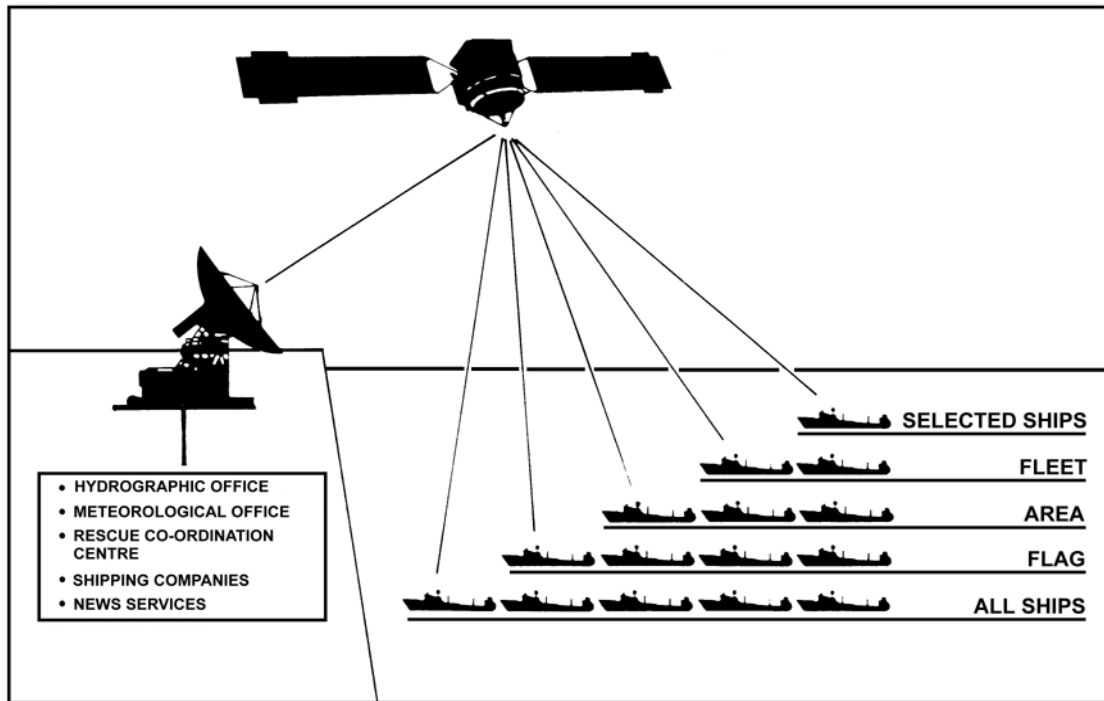 SELECTED SHIPS
FLEET
AREA
FLAG
ALL SHIPS
• HYDROGRAPHIC OFFICE
• METEOROLOGICAL OFFICE
• RESCUE CO-ORDINATION
CENTRE
• SHIPPING COMPANIES
• NEWS SERVICES